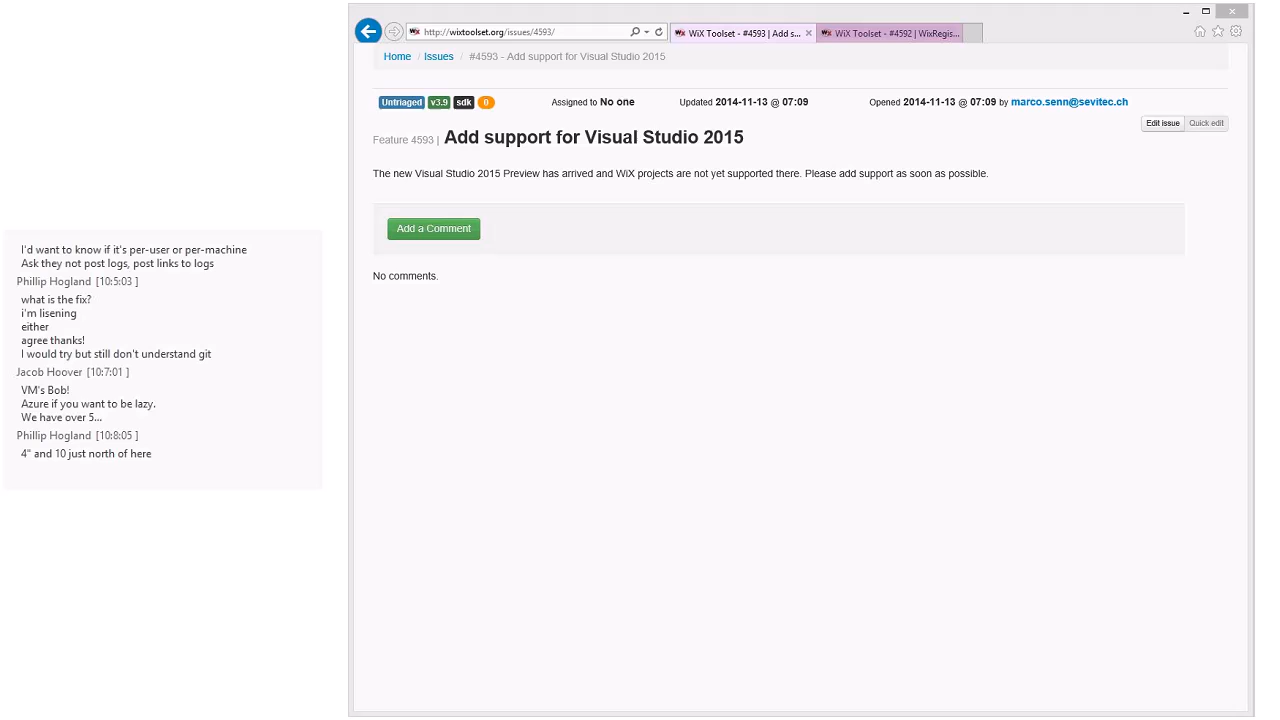 http://wixtoolset.org/issues/4593/
WiX Toolset - #4593 | Add s...
WiX Toolset - #4592 | WixRegis...
Home / Issues / #4593 - Add support for Visual Studio 2015
Untriaged v3.9 sdk 0
Assigned to No one
Updated 2014-11-13 @ 07:09
Opened 2014-11-13 @ 07:09 by marco.senn@sevitec.ch
Edit issue Quick edit
Feature 4593 | Add support for Visual Studio 2015
The new Visual Studio 2015 Preview has arrived and WiX projects are not yet supported there. Please add support as soon as possible.
Add a Comment
No comments.
I'd want to know if it's per-user or per-machine
Ask they not post logs, post links to logs
Phillip Hogland [10:5:03 ]
what is the fix?
i'm lisening
either
agree thanks!
I would try but still don't understand git
Jacob Hoover [10:7:01 ]
VM's Bob!
Azure if you want to be lazy.
We have over 5...
Phillip Hogland [10:8:05 ]
4" and 10 just north of here